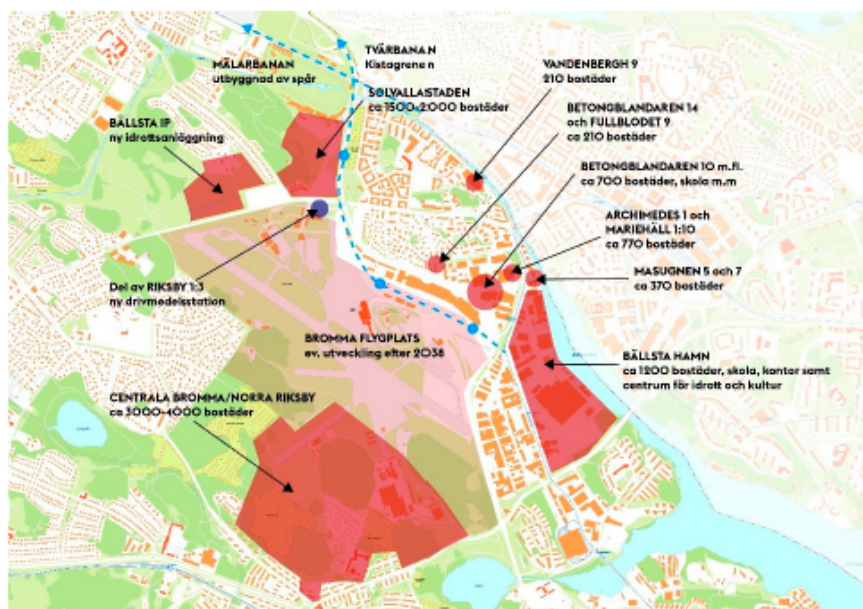 TVÄRBANAN
Kistagrenen
MÄLARBANAN
utbyggnad av spår
VANDENBERGH 9
210 bostäder
SOLVALLASTADEN
ca 1500-2000 bostäder
BETONGBLANDAREN 14
och FULLBLODET 9
ca 210 bostäder
BÄLLSTA IP
ny idrottsanläggning
BETONGBLANDAREN 10 m.fl.
ca 700 bostäder, skola m.m
ARCHIMEDES 1 och
MARIEHÄLL 1:10
ca 770 bostäder
MASUGNEN 5 och 7
ca 370 bostäder
Del av RIKSBY 1:3
ny drivmedelsstation
BROMMA FLYGPLATS
ev. utveckling efter 2038
BÄLLSTA HAMN
ca 1200 bostäder, skola, kontor samt
centrum för idrott och kultur
CENTRALA BROMMA/NORRA RIKSBY
ca 3000-4000 bostäder